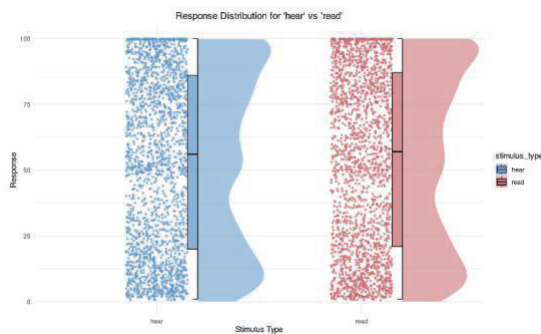 Response Distribution for 'hear' vs 'read'
100
75
50
25
0
Response
hear
read
Stimulus Type
stimulus_type
hear
read